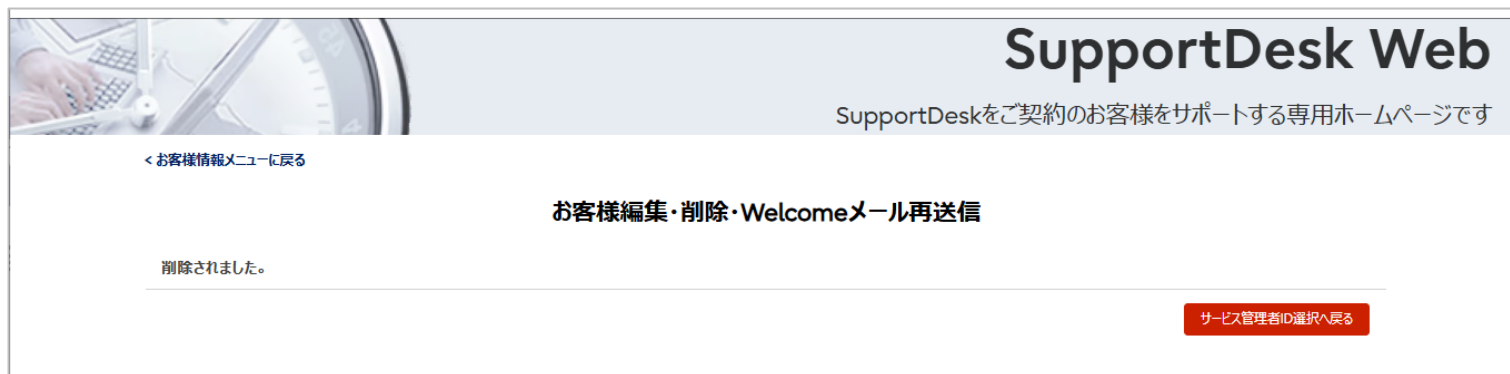 SupportDesk Web
SupportDeskをご契約のお客様をサポートする専用ホームページです
< お客様情報メニューに戻る
お客様編集・削除・Welcomeメール再送信
削除されました。
サービス管理者ID選択へ戻る